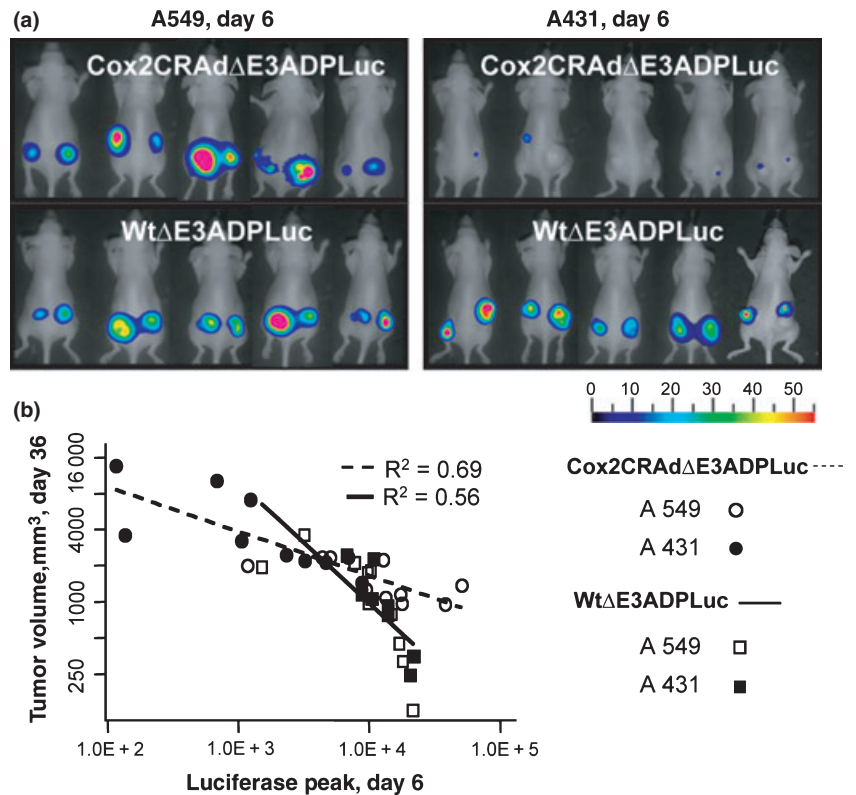 (a)
A549, day 6
A431, day 6
Cox2CRAdΔE3ADPLuc
Cox2CRAdΔE3ADPLuc
WtΔE3ADPLuc
WtΔE3ADPLuc
0 10 20 30 40 50
(b)
Tumor volume,mm³, day 36
16 000
4000
1000
250
R² = 0.69
R² = 0.56
1.0E + 2
1.0E + 3
1.0E + 4
1.0E + 5
Luciferase peak, day 6
Cox2CRAdΔE3ADPLuc
A 549
A 431
WtΔE3ADPLuc
A 549
A 431